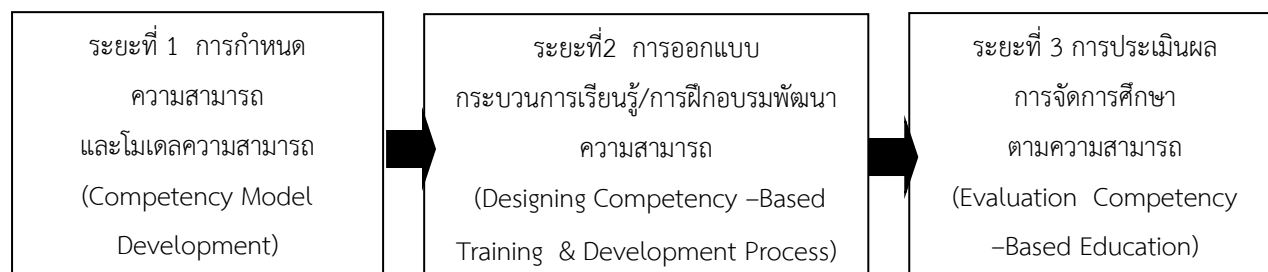 ระยะที่ 1  การกำหนด
ความสามารถ
และโมเดลความสามารถ
(Competency Model
Development)
ระยะที่2  การออกแบบ
กระบวนการเรียนรู้/การฝึกอบรมพัฒนา
ความสามารถ
(Designing Competency –Based
Training  & Development Process)
ระยะที่ 3 การประเมินผล
การจัดการศึกษา
ตามความสามารถ
(Evaluation  Competency
–Based Education)